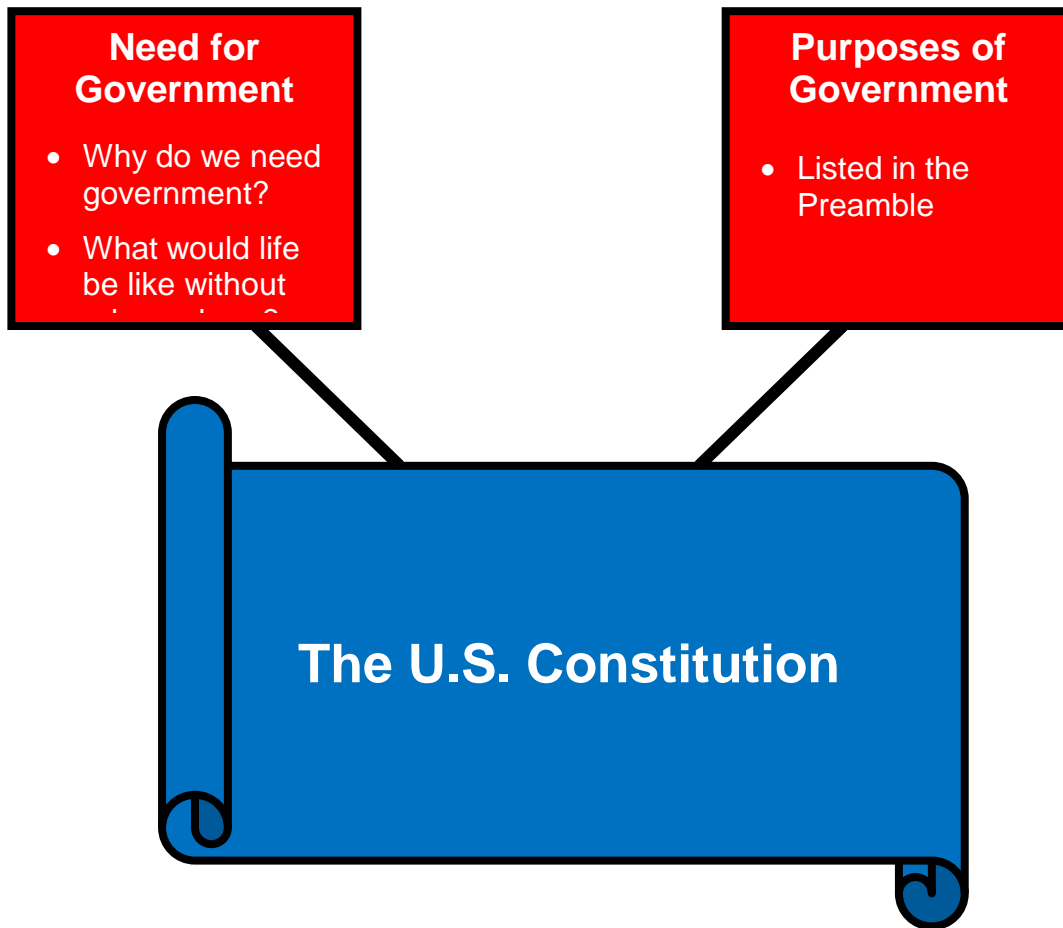 Need for
Government
• Why do we need
government?
• What would life
be like without
Purposes of
Government
• Listed in the
Preamble
The U.S. Constitution